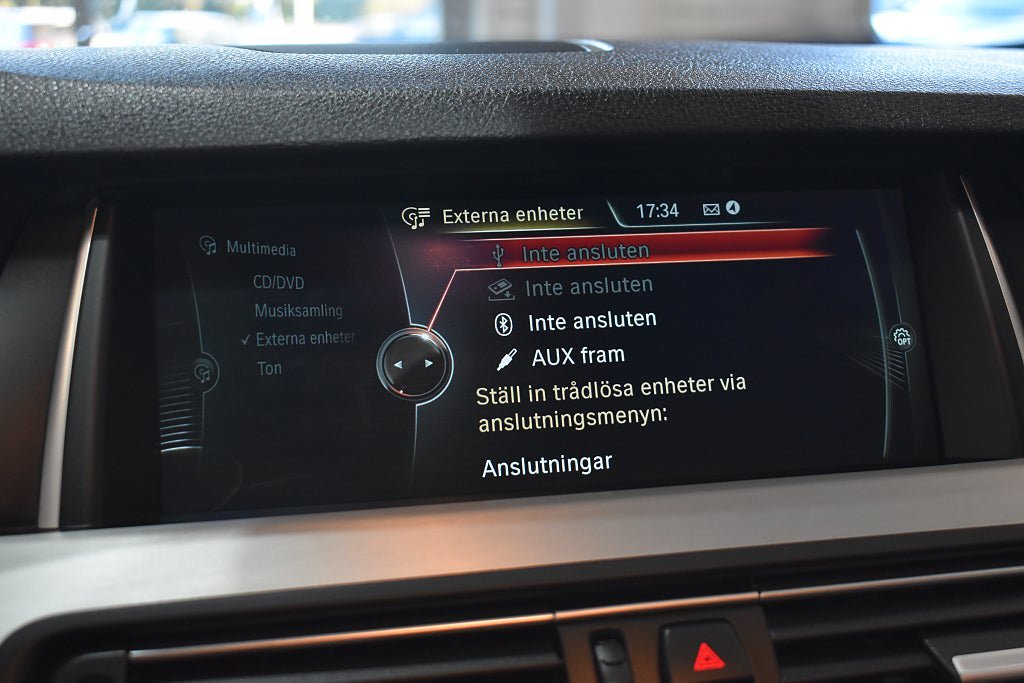 Externa enheter 17:34
Multimedia
CD/DVD
Musiksamling
Externa enheter
Ton
Inte ansluten
Inte ansluten
Inte ansluten
AUX fram
Ställ in trådlösa enheter via
anslutningsmenyn:
Anslutningar
OPT